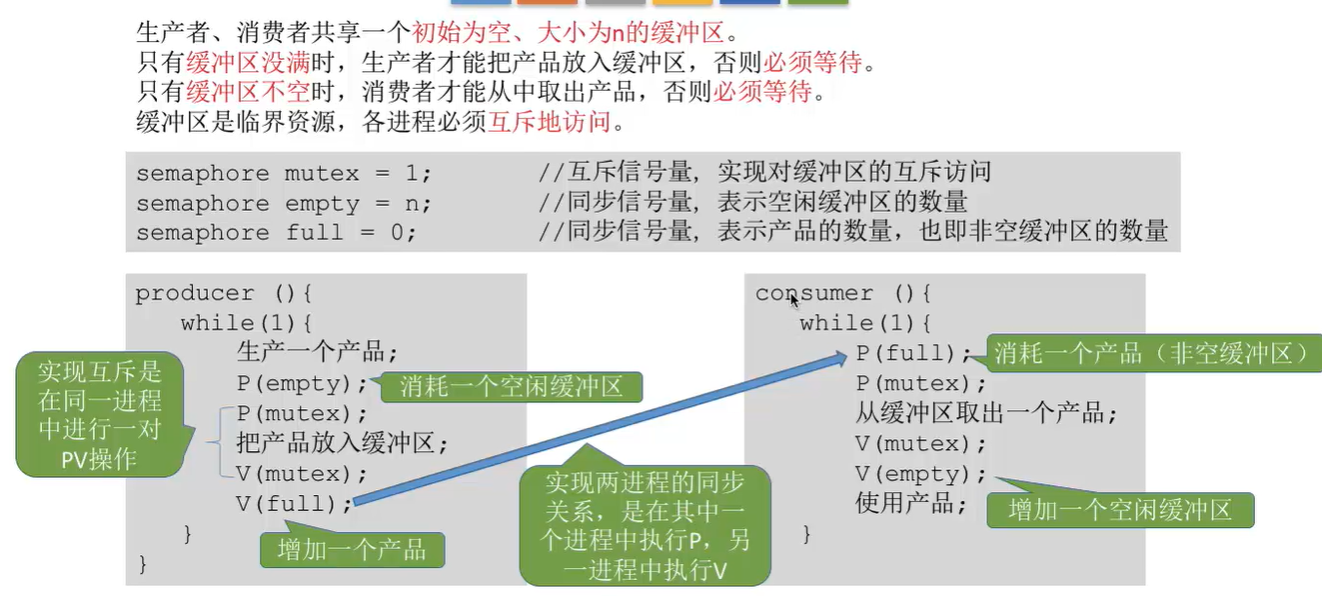 生产者、消费者共享一个初始为空、大小为n的缓冲区。
只有缓冲区没满时，生产者才能把产品放入缓冲区，否则必须等待。
只有缓冲区不空时，消费者才能从中取出产品，否则必须等待。
缓冲区是临界资源，各进程必须互斥地访问。
semaphore mutex = 1; //互斥信号量，实现对缓冲区的互斥访问
semaphore empty = n; //同步信号量，表示空闲缓冲区的数量
semaphore full = 0; //同步信号量，表示产品的数量，也即非空缓冲区的数量
producer (){
while(1){
生产一个产品;
P(empty);
P(mutex);
把产品放入缓冲区;
V(mutex);
V(full);
}
}
实现互斥是
在同一进程
中进行一对
PV操作
消耗一个空闲缓冲区
增加一个产品
实现两进程的同步
关系，是在其中一
个进程中执行P，另
一进程中执行V
consumer (){
while(1){
P(full);
P(mutex);
从缓冲区取出一个产品;
V(mutex);
V(empty);
使用产品;
}
消耗一个产品（非空缓冲区）
增加一个空闲缓冲区